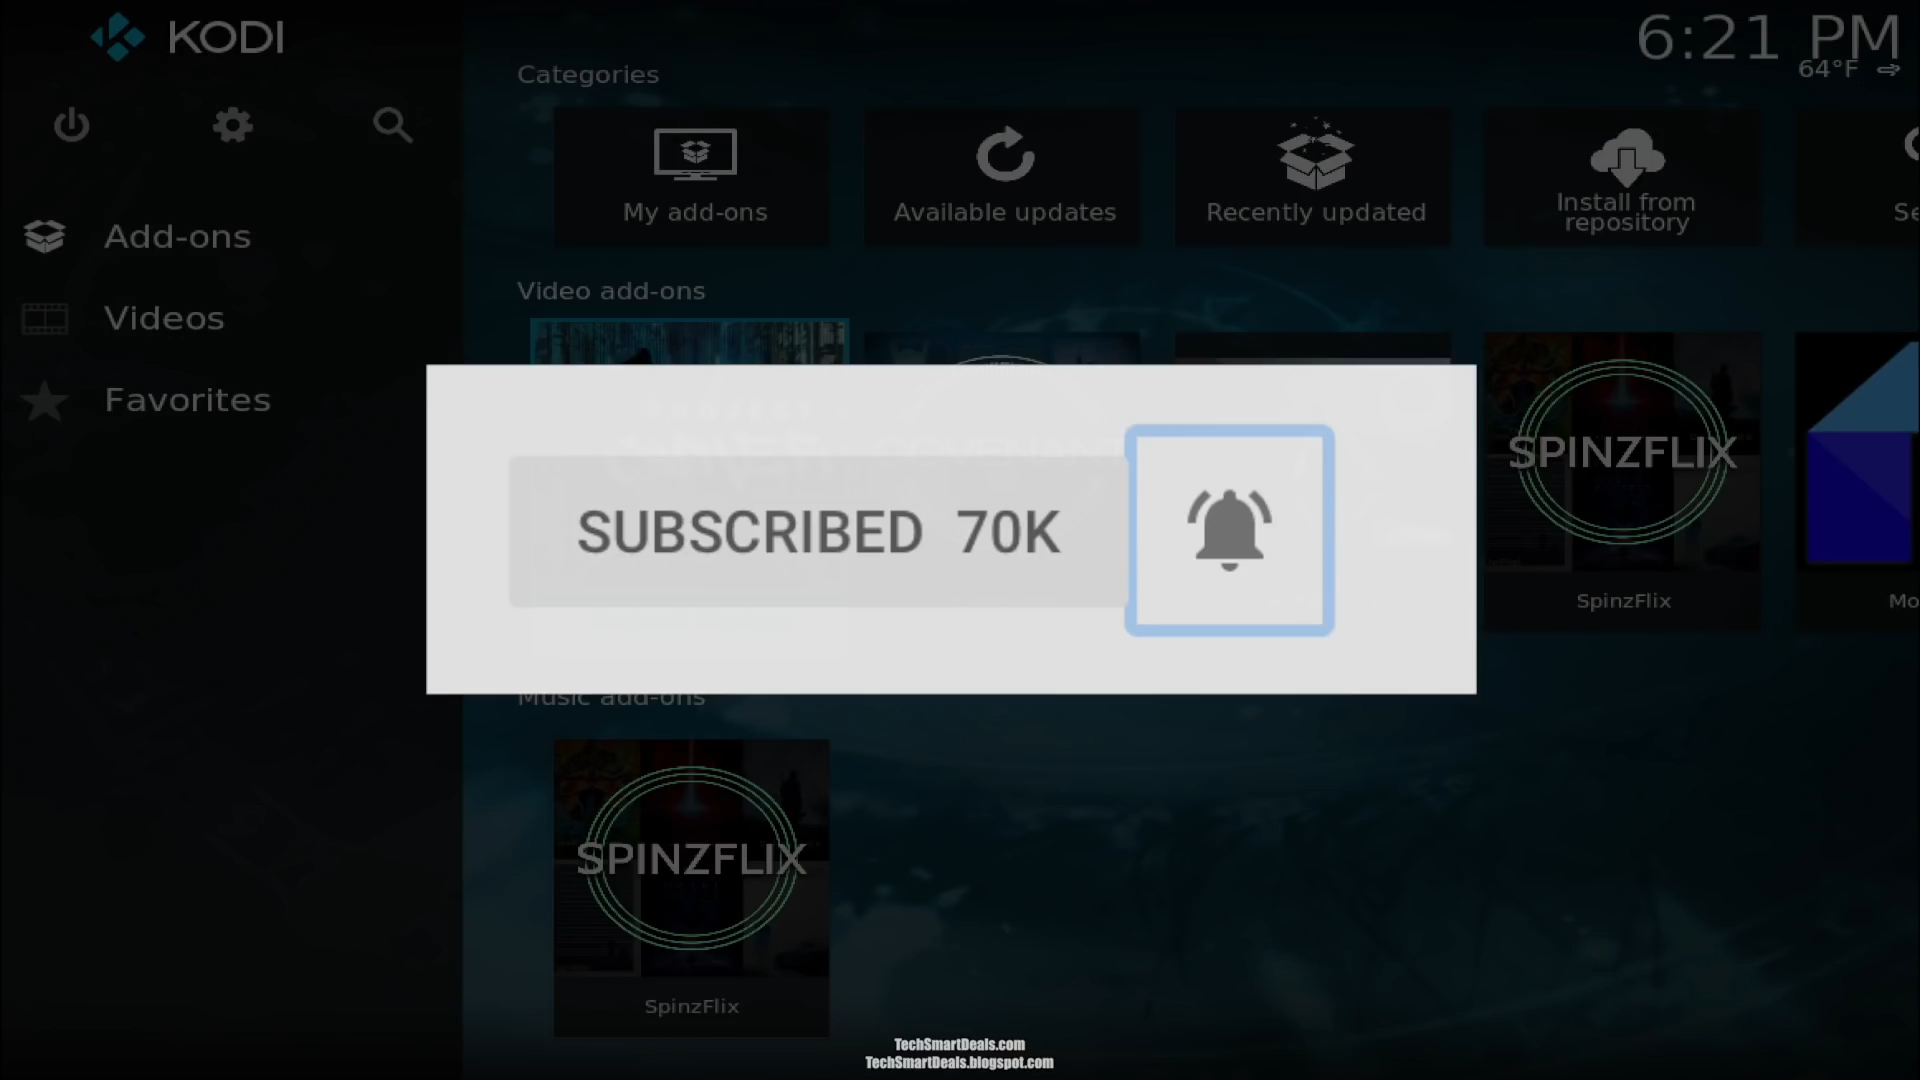 KODI
6:21 PM
64°F
Categories
My add-ons
Available updates
Recently updated
Install from
repository
Add-ons
Videos
Favorites
Video add-ons
SUBSCRIBED 70K
SPINZFLIX
SpinzFlix
Music add-ons
SPINZFLIX
SpinzFlix
TechSmartDeals.com
TechSmartDeals.blogspot.com